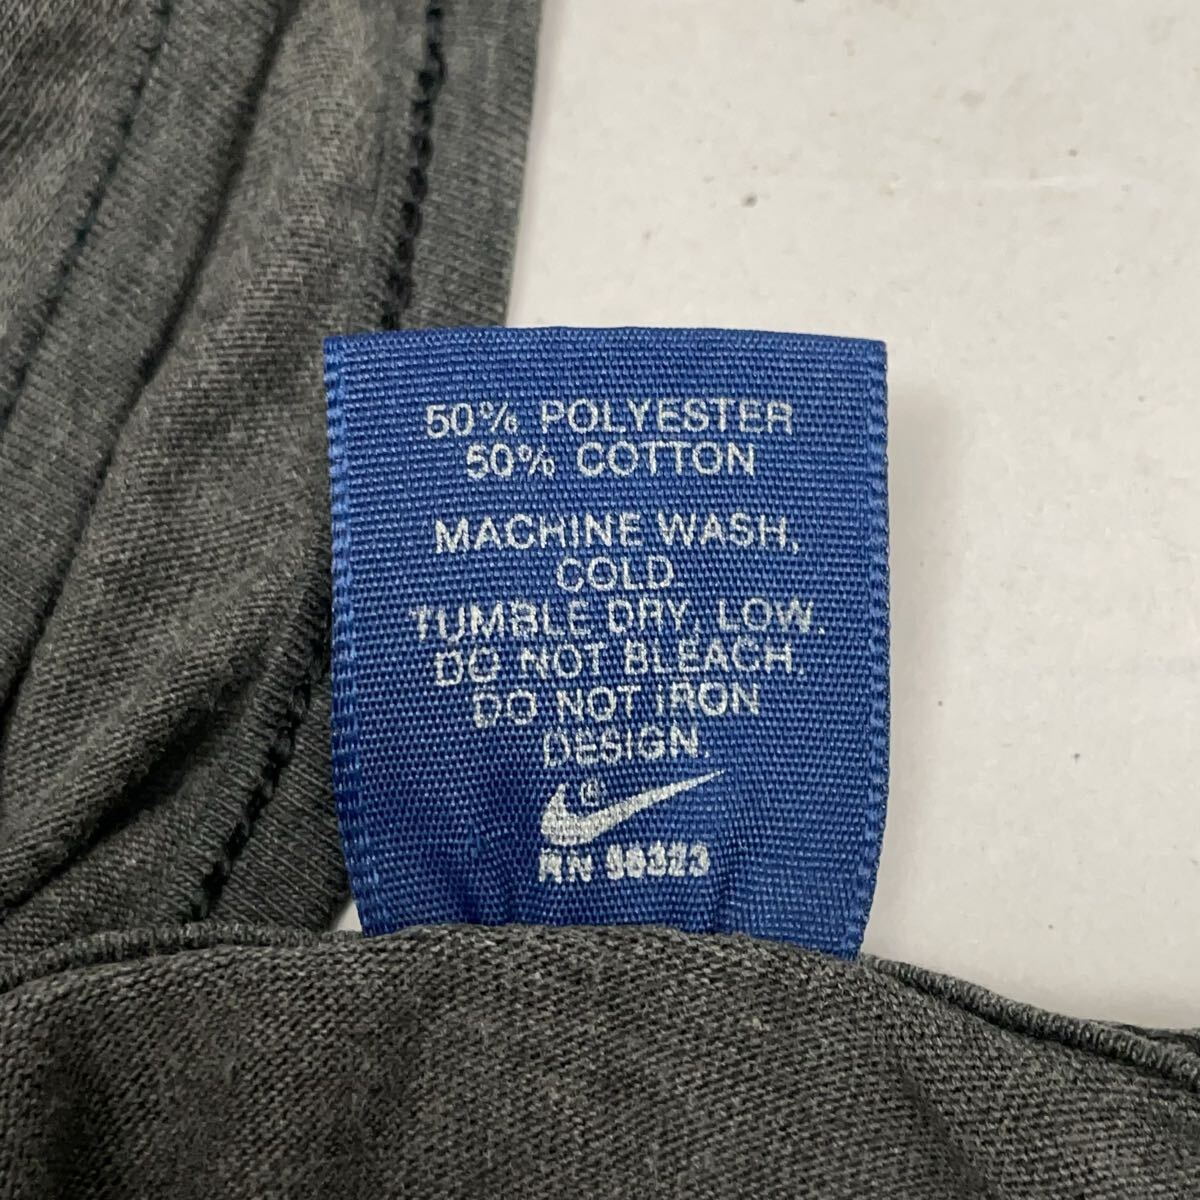 50% POLYESTER
50% COTTON
MACHINE WASH,
COLD
TUMBLE DRY, LOW.
DO NOT BLEACH.
DO NOT IRON
DESIGN.
®
RN 56323